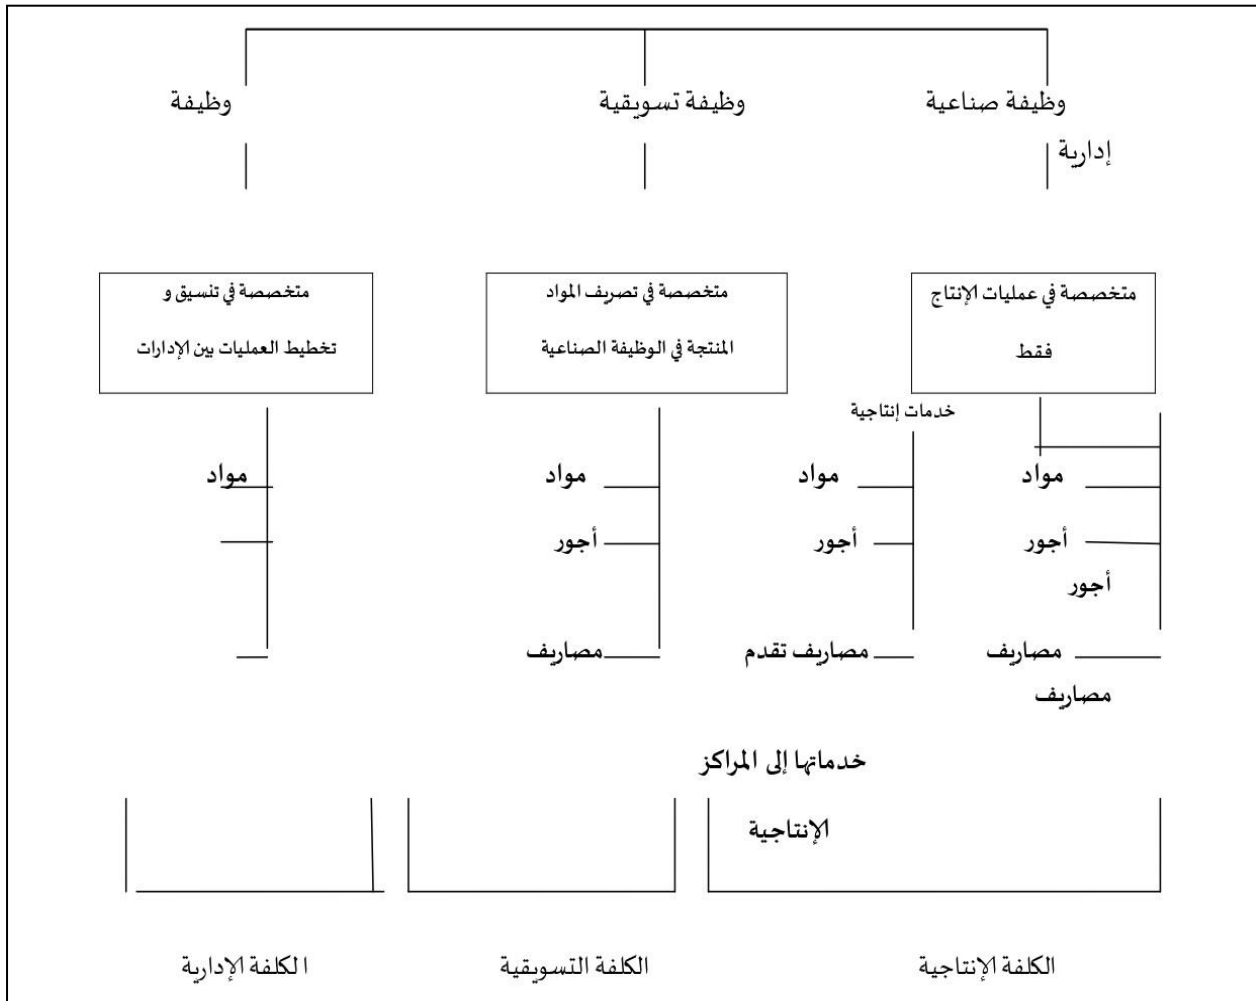 وظيفة صناعية وظيفة تسويقية وظيفة
إدارية
متخصصة في عمليات الإنتاج
فقط
متخصصة في تصريف المواد
المنتجة في الوظيفة الصناعية
متخصصة في تنسيق و
تخطيط العمليات بين الإدارات
خدمات إنتاجية
مواد مواد مواد مواد
أجور أجور أجور
أجور
مصاريف مصاريف تقدم مصاريف
مصاريف
خدماتها إلى المراكز
الإنتاجية
الكلفة الإنتاجية الكلفة التسويقية الكلفة الإدارية